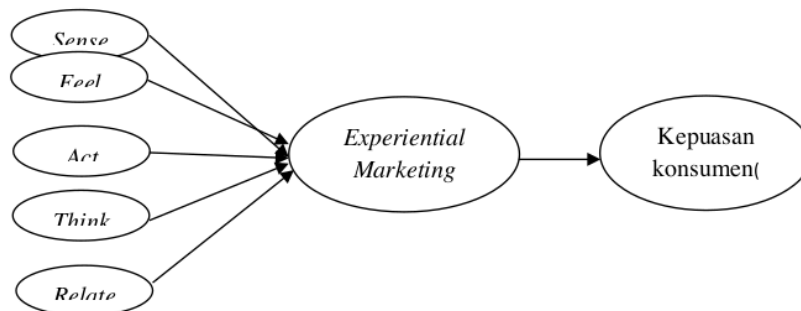 Sense
Feel
Act
Think
Relate
Experiential
Marketing
Kepuasan
konsumen(